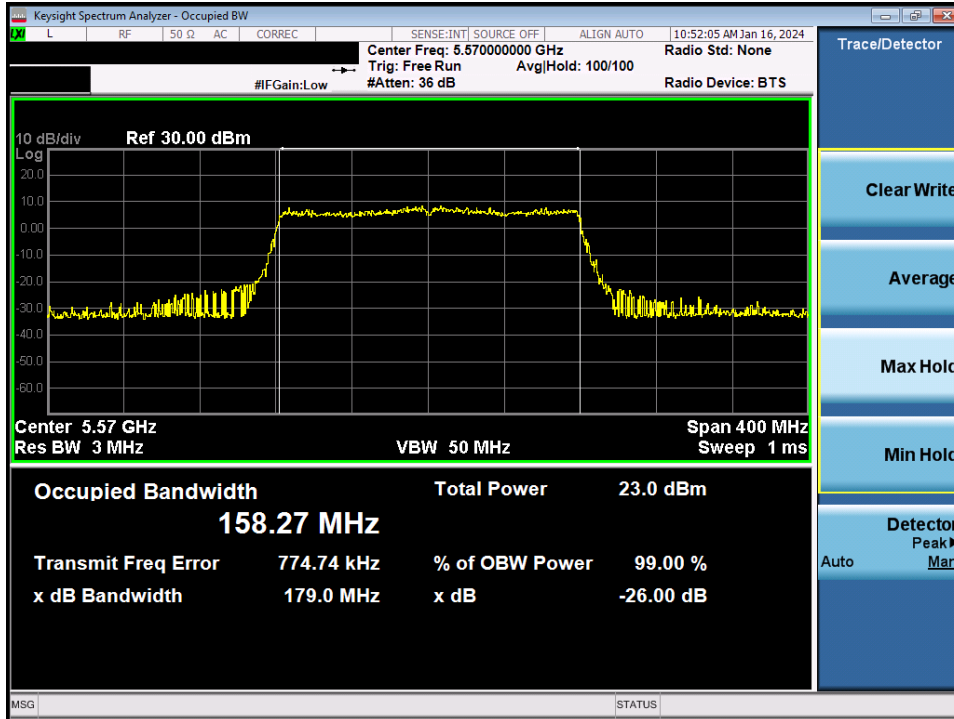 Keysight Spectrum Analyzer - Occupied BW
LXI L RF 50 Ω AC CORREC SENSE:INT SOURCE OFF ALIGN AUTO 10:52:05 AM Jan 16, 2024
Center Freq: 5.570000000 GHz Radio Std: None
Trig: Free Run Avg|Hold: 100/100
#IFGain:Low #Atten: 36 dB Radio Device: BTS
10 dB/div Ref 30.00 dBm
Log
20.0
10.0
0.00
-10.0
-20.0
-30.0
-40.0
-50.0
-60.0
Center 5.57 GHz Span 400 MHz
Res BW 3 MHz VBW 50 MHz Sweep 1 ms
Occupied Bandwidth Total Power 23.0 dBm
158.27 MHz
Transmit Freq Error 774.74 kHz % of OBW Power 99.00 %
x dB Bandwidth 179.0 MHz x dB -26.00 dB
MSG STATUS
Trace/Detector
Clear Write
Average
Max Hold
Min Hold
Detector
Peak
Auto Man